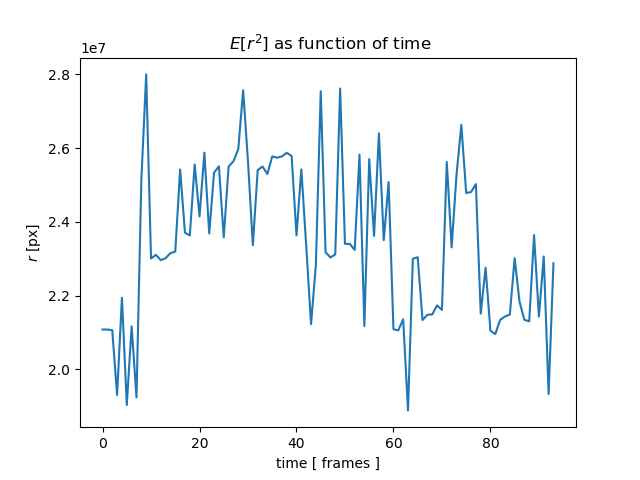 E[r²] as function of time
1e7
2.8
2.6
2.4
2.2
2.0
r [px]
0 20 40 60 80
time [ frames ]